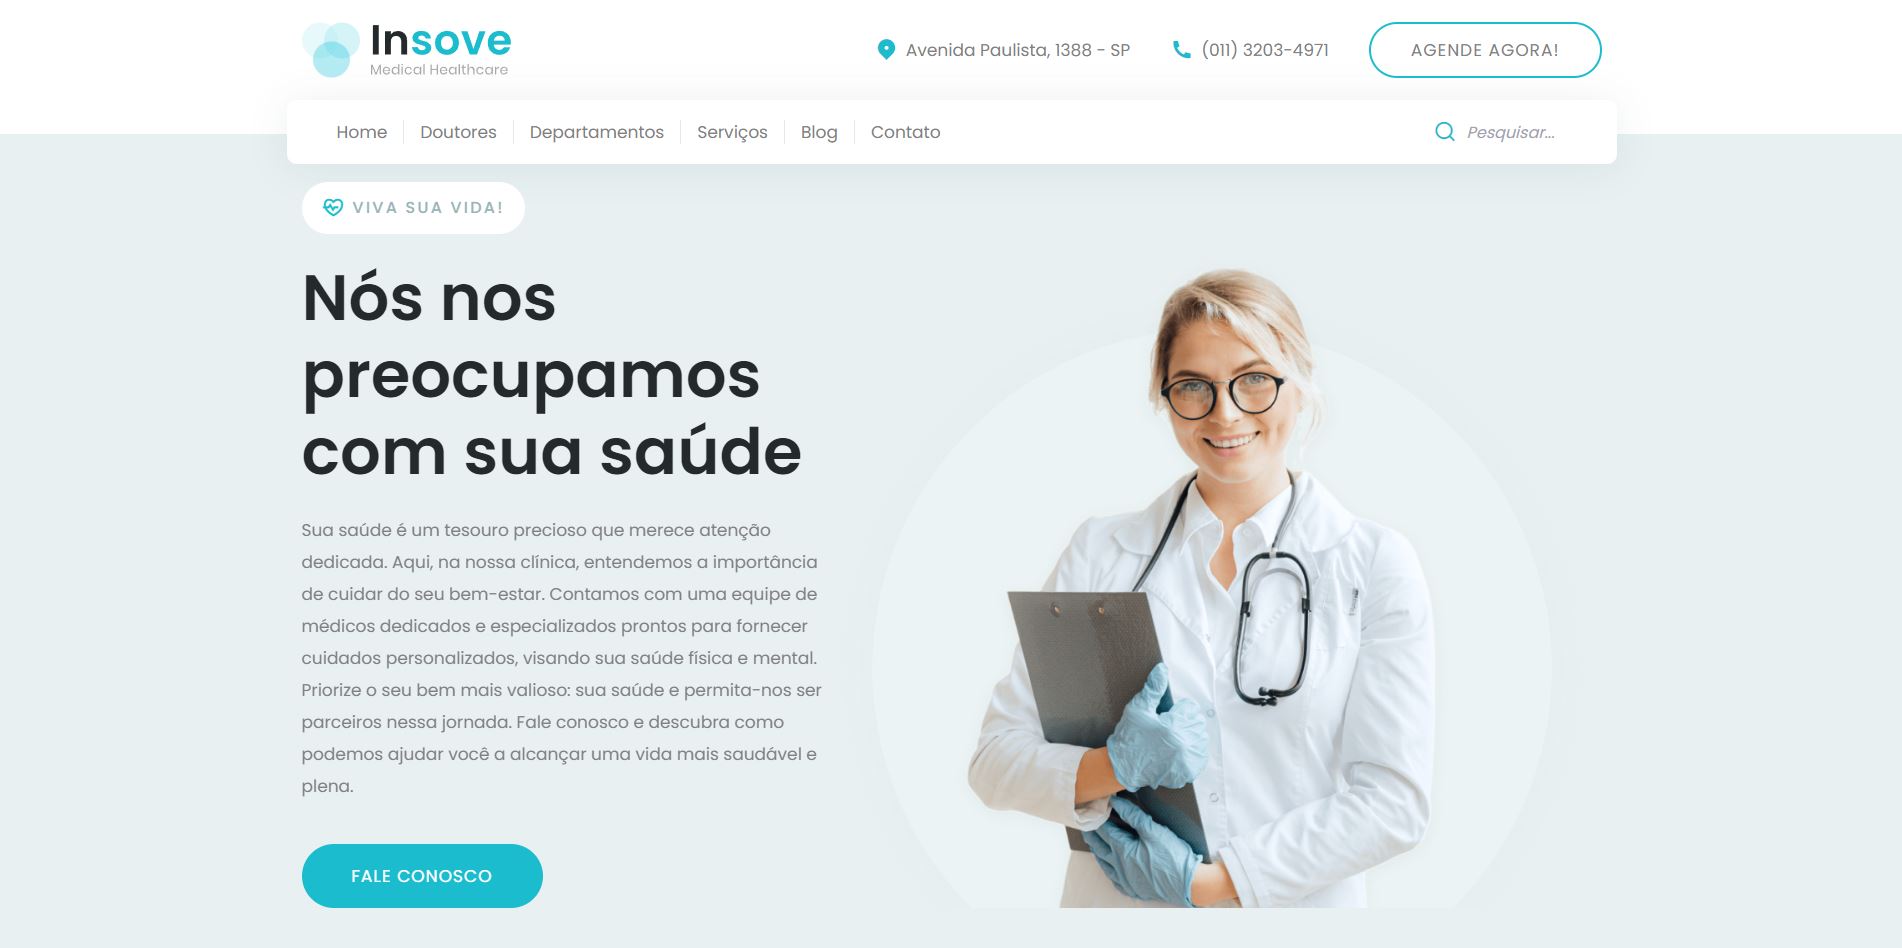 Insove
Medical Healthcare
Avenida Paulista, 1388 - SP
(011) 3203-4971
AGENDE AGORA!
Home
Doutores
Departamentos
Serviços
Blog
Contato
Pesquisar...
VIVA SUA VIDA!
Nós nos
preocupamos
com sua saúde
Sua saúde é um tesouro precioso que merece atenção
dedicada. Aqui, na nossa clínica, entendemos a importância
de cuidar do seu bem-estar. Contamos com uma equipe de
médicos dedicados e especializados prontos para fornecer
cuidados personalizados, visando sua saúde física e mental.
Priorize o seu bem mais valioso: sua saúde e permita-nos ser
parceiros nessa jornada. Fale conosco e descubra como
podemos ajudar você a alcançar uma vida mais saudável e
plena.
FALE CONOSCO